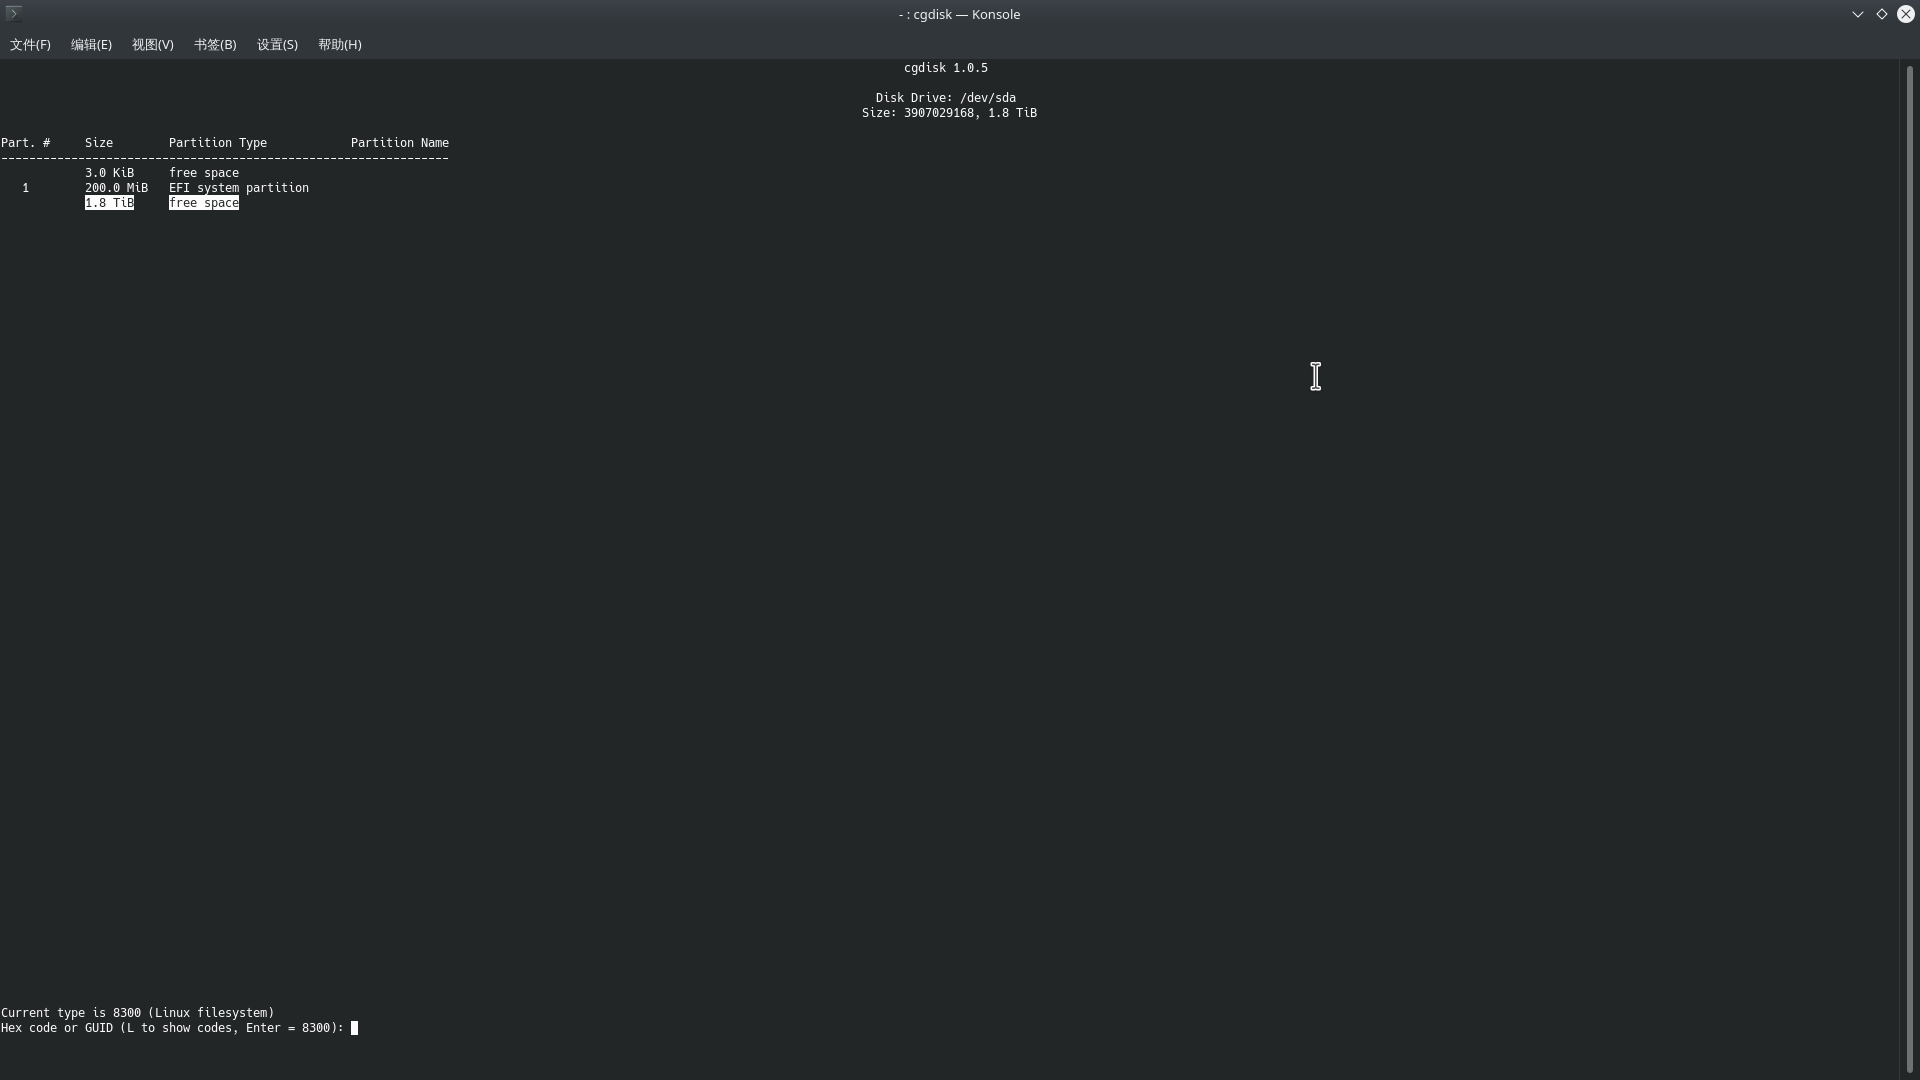 - : cgdisk — Konsole
文件(F) 编辑(E) 视图(V) 书签(B) 设置(S) 帮助(H)
cgdisk 1.0.5
Disk Drive: /dev/sda
Size: 3907029168, 1.8 TiB
Part. # Size Partition Type Partition Name
----------------------------------------------------------------
3.0 KiB free space
1 200.0 MiB EFI system partition
1.8 TiB free space
Current type is 8300 (Linux filesystem)
Hex code or GUID (L to show codes, Enter = 8300):